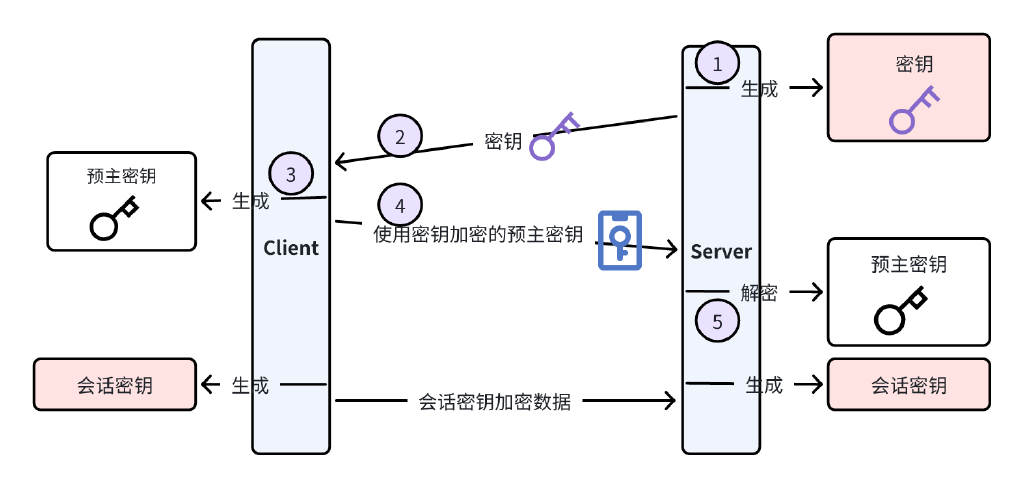 1
密钥
生成
2
密钥
3
预主密钥
生成
4
使用密钥加密的预主密钥
Client
Server
预主密钥
解密
5
会话密钥
生成
生成
会话密钥
会话密钥加密数据